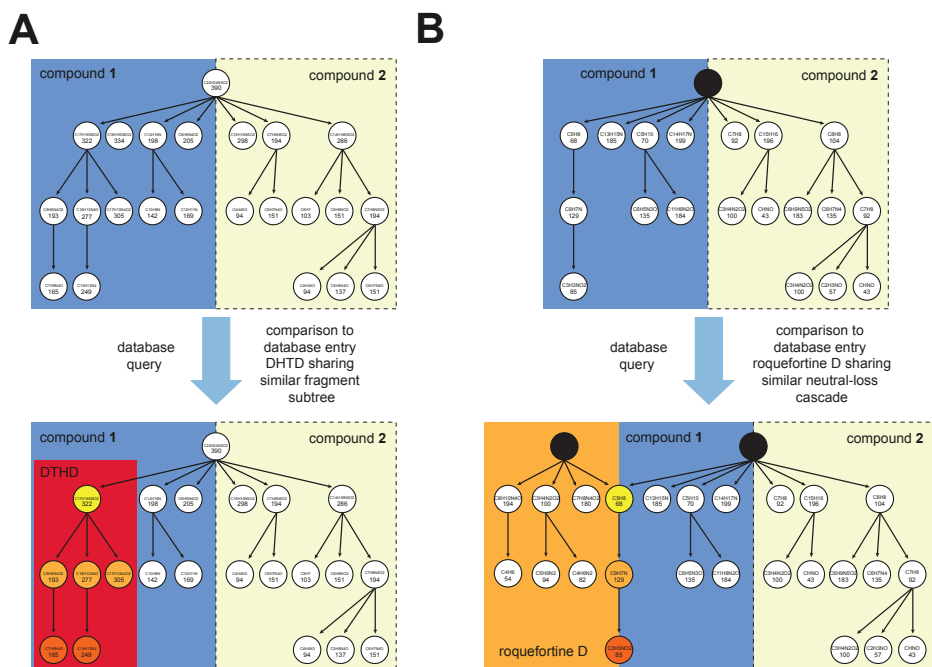 A
compound 1
compound 2
390
322
334
198
205
298
194
286
193
277
305
142
169
94
151
103
151
194
165
249
94
137
151
database
query
comparison to
database entry
DHTD sharing
similar fragment
subtree
compound 1
compound 2
390
DTHD
322
198
205
298
194
286
193
277
305
142
169
94
151
103
151
194
165
249
94
137
151
B
compound 1
compound 2
C5H8
68
C13H15N
185
C5H10
70
C14H17N
199
C7H8
92
C15H16
196
C8H8
104
C9H7N
129
C6H5N3O
135
C11H8N2O
184
C3H4N2O2
100
CHNO
43
C6H9N5O2
183
C6H7N4
135
C7H8
92
C3H3NO2
85
C3H4N2O2
100
C2H3NO
57
CHNO
43
database
query
comparison to
database entry
roquefortine D sharing
similar neutral-loss
cascade
compound 1
compound 2
C8H10N4O
194
C3H4N2O2
100
C7H8N4O2
180
C5H8
68
C13H15N
185
C5H10
70
C14H17N
199
C7H8
92
C15H16
196
C8H8
104
C4H6
54
C5H6N2
94
C4H6N2
82
C9H7N
129
C6H5N3O
135
C11H8N2O
184
C3H4N2O2
100
CHNO
43
C6H9N5O2
183
C6H7N4
135
C7H8
92
roquefortine D
C3H3NO2
85
C3H4N2O2
100
C2H3NO
57
CHNO
43